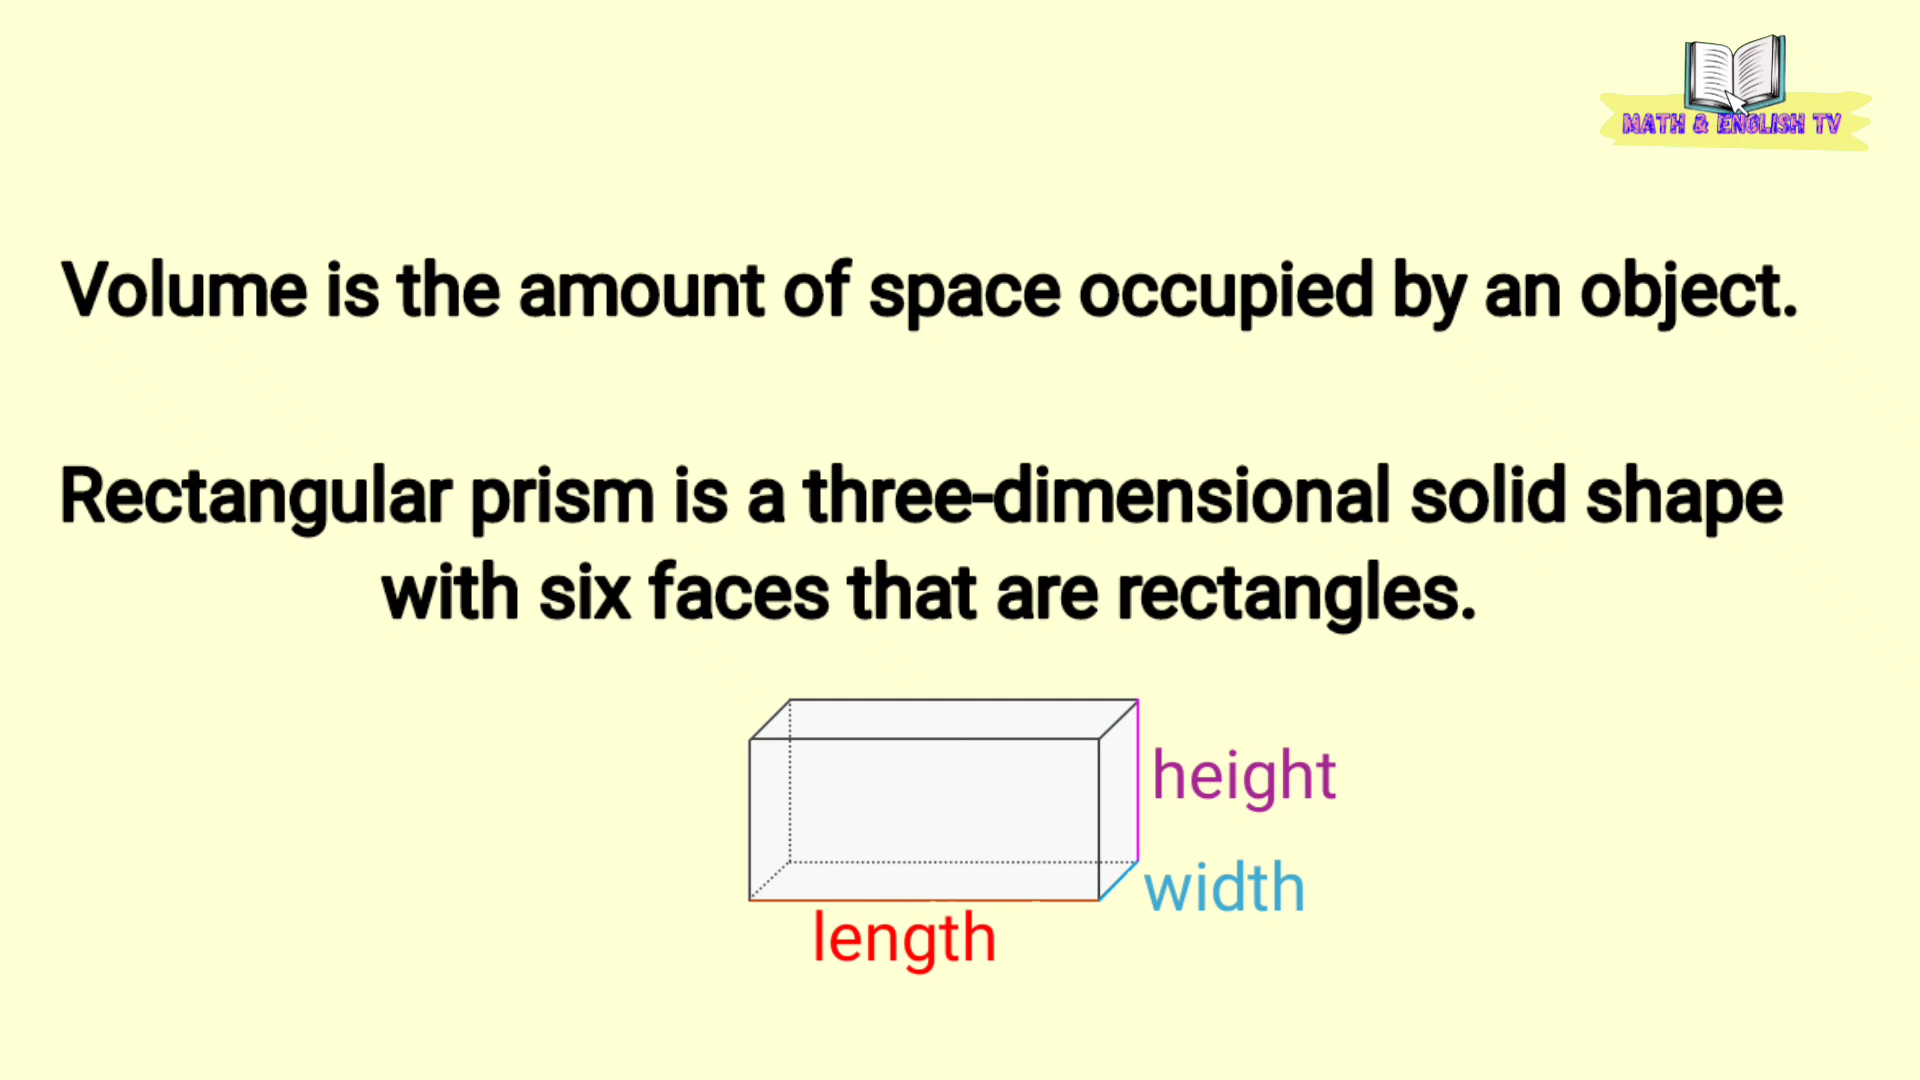 MATH & ENGLISH TV
Volume is the amount of space occupied by an object.
Rectangular prism is a three-dimensional solid shape
with six faces that are rectangles.
height
width
length